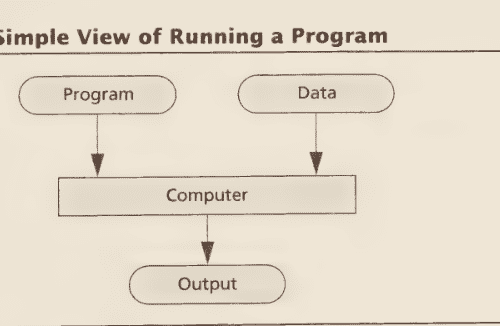 Simple View of Running a Program
Program
Data
Computer
Output